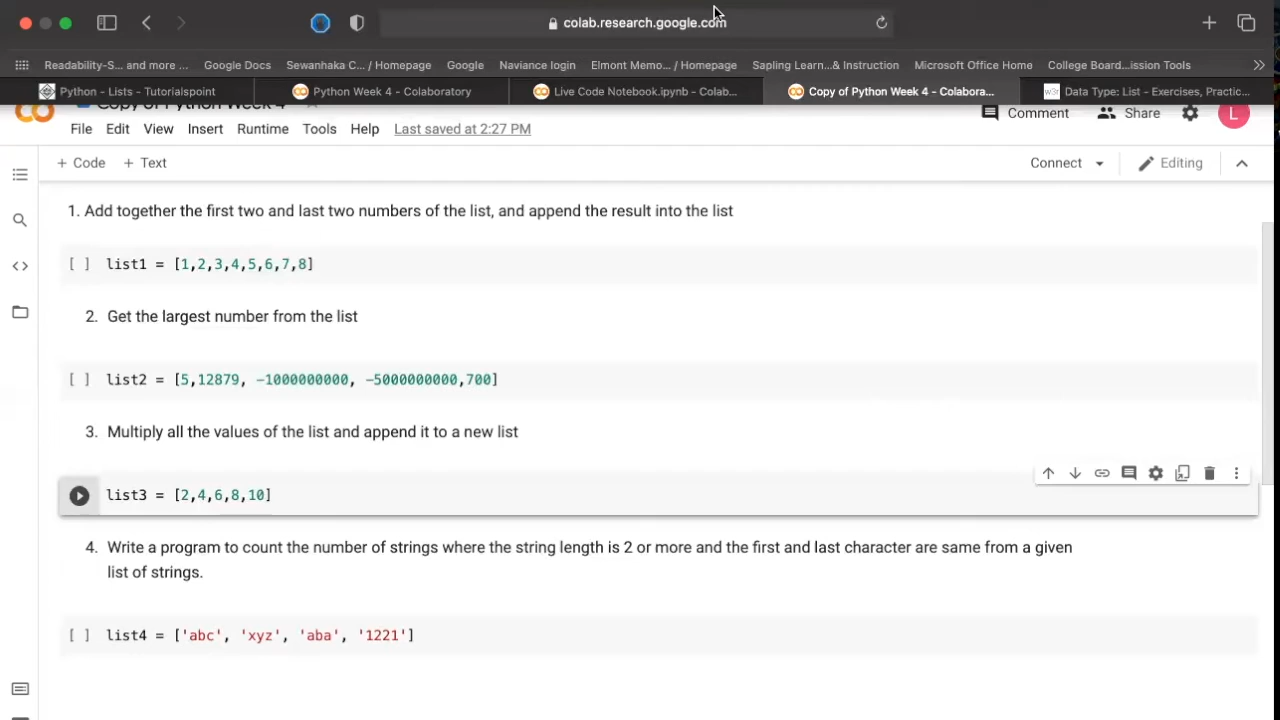 colab.research.google.com
Readability-S... and more ... Google Docs Sewanhaka C... / Homepage Google Naviance login Elmont Memo... / Homepage Sapling Learn...& Instruction Microsoft Office Home College Board...ission Tools
Python - Lists - Tutorialspoint Python Week 4 - Colaboratory Live Code Notebook.ipynb - Colab... Copy of Python Week 4 - Colabora... w3r Data Type: List – Exercises, Practic...
Copy of Python Week 4
Comment Share L
File Edit View Insert Runtime Tools Help Last saved at 2:27 PM
+ Code + Text Connect Editing
1. Add together the first two and last two numbers of the list, and append the result into the list
[ ] list1 = [1,2,3,4,5,6,7,8]
2. Get the largest number from the list
[ ] list2 = [5,12879, -1000000000, -5000000000,700]
3. Multiply all the values of the list and append it to a new list
list3 = [2,4,6,8,10]
4. Write a program to count the number of strings where the string length is 2 or more and the first and last character are same from a given
list of strings.
[ ] list4 = ['abc', 'xyz', 'aba', '1221']